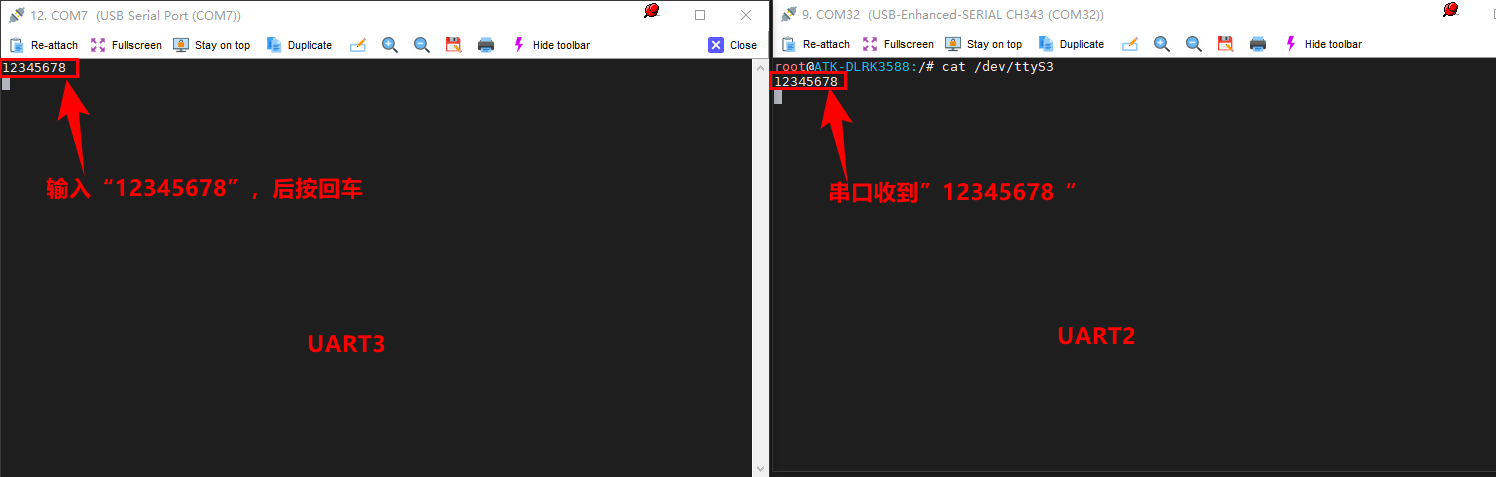 12. COM7 (USB Serial Port (COM7))
Re-attach Fullscreen Stay on top Duplicate Hide toolbar Close
12345678
输入“12345678”，后按回车
UART3
9. COM32 (USB-Enhanced-SERIAL CH343 (COM32))
Re-attach Fullscreen Stay on top Duplicate Hide toolbar
root@ATK-DLRK3588:/# cat /dev/ttyS3
12345678
串口收到”12345678“
UART2